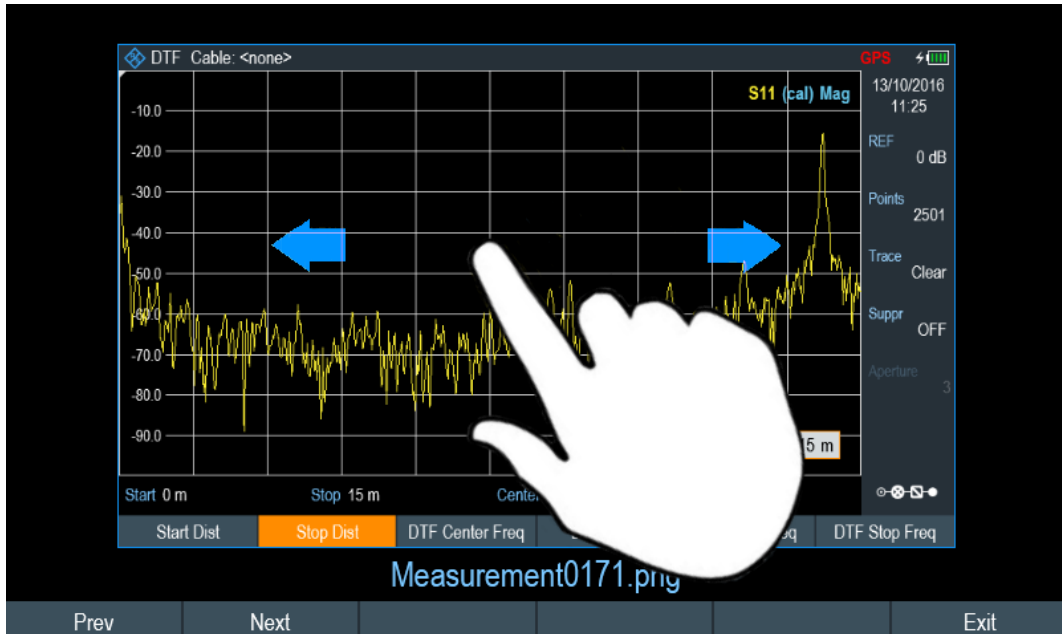 DTF Cable: <none> GPS
S11 (cal) Mag
13/10/2016
11:25
REF
0 dB
Points
2501
Trace
Clear
Suppr
OFF
Aperture
3
-10.0
-20.0
-30.0
-40.0
-50.0
-60.0
-70.0
-80.0
-90.0
5 m
Start 0 m Stop 15 m
Start Dist Stop Dist DTF Center Freq DTF Stop Freq
Measurement0171.png
Prev Next Exit